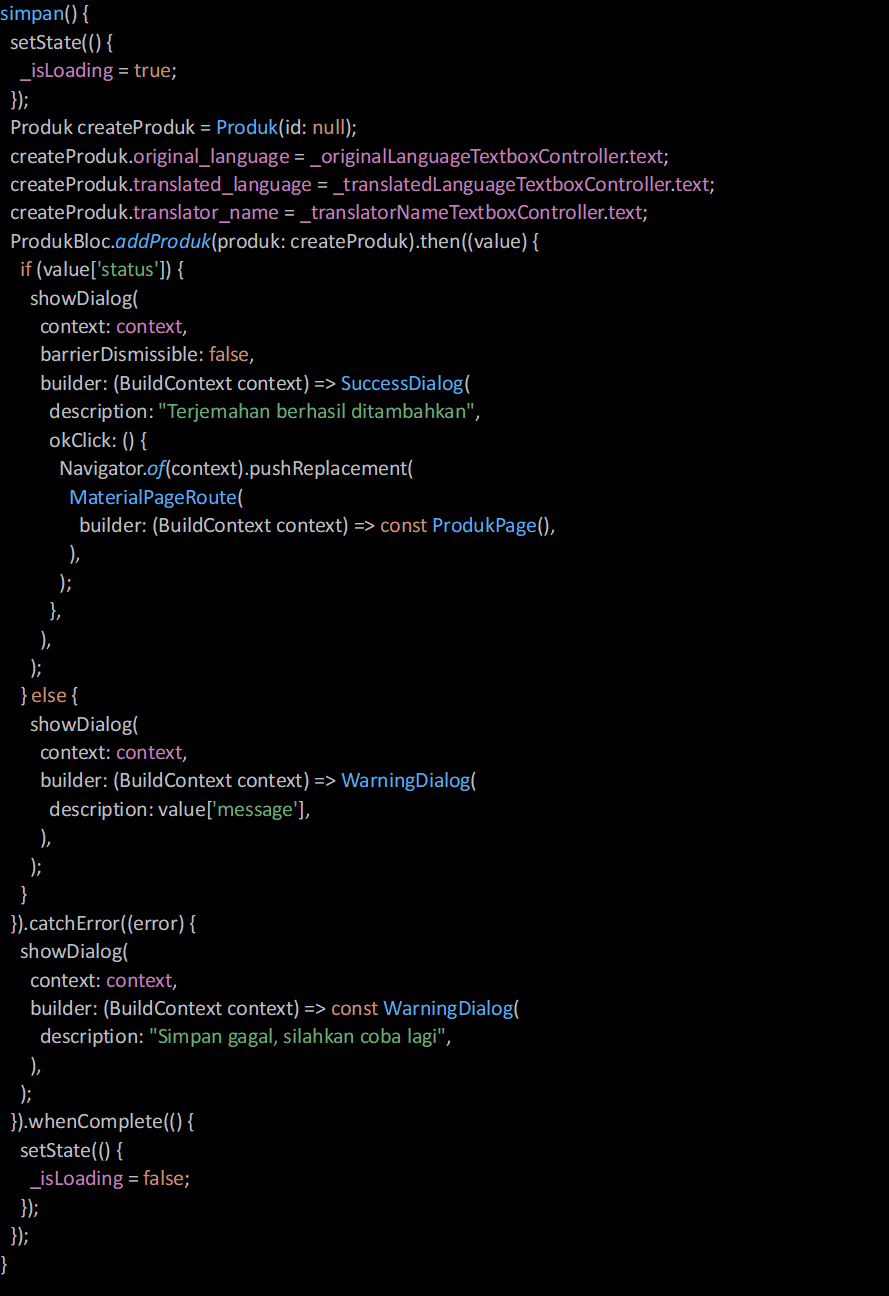 simpan() {
  setState(() {
    _isLoading = true;
  });
  Produk createProduk = Produk(id: null);
  createProduk.original_language = _originalLanguageTextboxController.text;
  createProduk.translated_language = _translatedLanguageTextboxController.text;
  createProduk.translator_name = _translatorNameTextboxController.text;
  ProdukBloc.addProduk(produk: createProduk).then((value) {
    if (value['status']) {
      showDialog(
        context: context,
        barrierDismissible: false,
        builder: (BuildContext context) => SuccessDialog(
          description: "Terjemahan berhasil ditambahkan",
          okClick: () {
            Navigator.of(context).pushReplacement(
              MaterialPageRoute(
                builder: (BuildContext context) => const ProdukPage(),
              ),
            );
          },
        ),
      );
    } else {
      showDialog(
        context: context,
        builder: (BuildContext context) => WarningDialog(
          description: value['message'],
        ),
      );
    }
  }).catchError((error) {
    showDialog(
      context: context,
      builder: (BuildContext context) => const WarningDialog(
        description: "Simpan gagal, silahkan coba lagi",
      ),
    );
  }).whenComplete(() {
    setState(() {
      _isLoading = false;
    });
  });
}